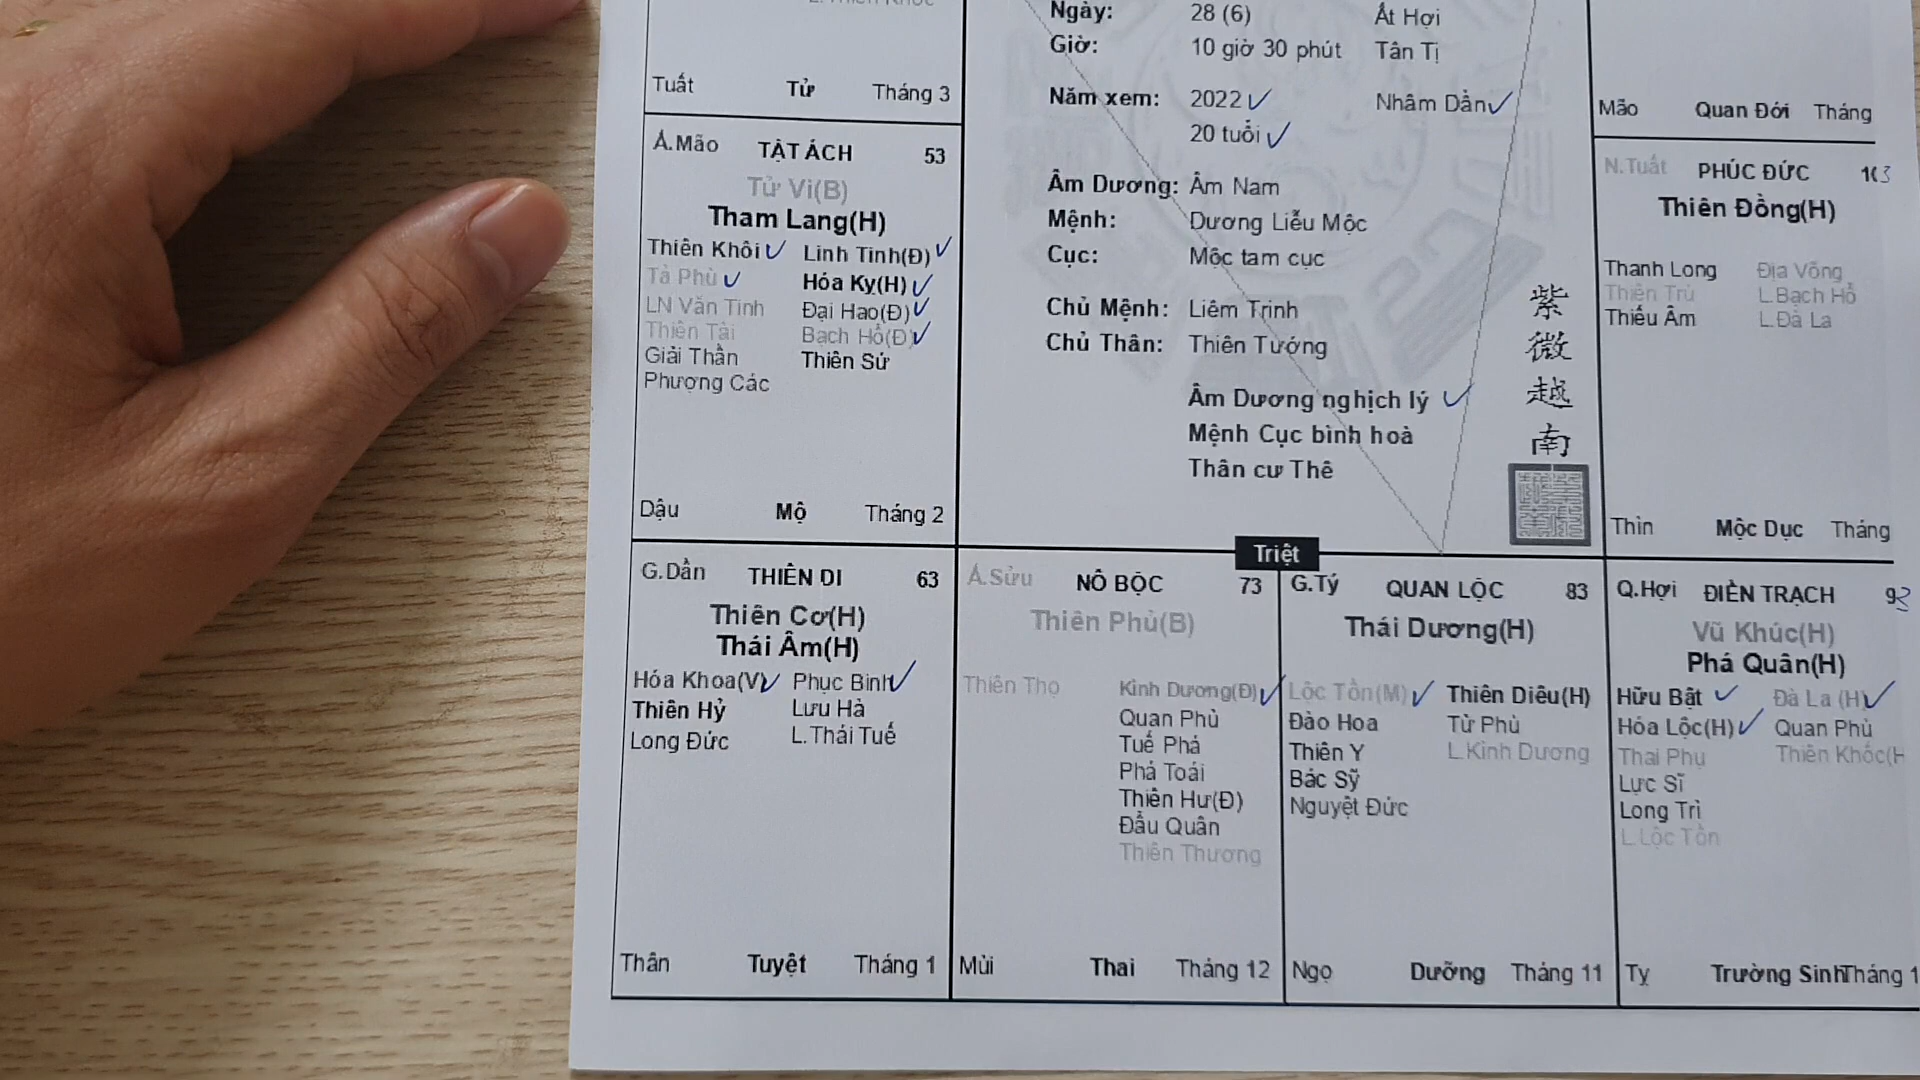 Ngày: 28 (6) Ất Hợi
Giờ: 10 giờ 30 phút Tân Tị
Năm xem: 2022 Nhâm Dần
20 tuổi
Âm Dương: Âm Nam
Mệnh: Dương Liễu Mộc
Cục: Mộc tam cục
Chủ Mệnh: Liêm Trinh
Chủ Thân: Thiên Tướng
Âm Dương nghịch lý
Mệnh Cục bình hoà
Thân cư Thê
紫
微
越
南
Triệt
Tuất Tử Tháng 3
Mão Quan Đới Tháng
Ấ.Mão TẬT ÁCH 53
Tử Vi(B)
Tham Lang(H)
Thiên Khôi Linh Tinh(Đ)
Tả Phù Hóa Kỵ(H)
LN Văn Tinh Đại Hao(Đ)
Thiên Tài Bạch Hổ(Đ)
Giải Thần Thiên Sứ
Phượng Các
Dậu Mộ Tháng 2
N.Tuất PHÚC ĐỨC 103
Thiên Đồng(H)
Thanh Long Địa Võng
Thiên Trù L.Bạch Hổ
Thiếu Âm L.Đà La
Thìn Mộc Dục Tháng
G.Dần THIÊN DI 63
Thiên Cơ(H)
Thái Âm(H)
Hóa Khoa(V) Phục Binh
Thiên Hỷ Lưu Hà
Long Đức L.Thái Tuế
Thân Tuyệt Tháng 1
Ấ.Sửu NÔ BỘC 73
Thiên Phủ(B)
Thiên Thọ Kình Dương(Đ)
Quan Phủ
Tuế Phá
Phá Toái
Thiên Hư(Đ)
Đẩu Quân
Thiên Thương
Mùi Thai Tháng 12
G.Tý QUAN LỘC 83
Thái Dương(H)
Lộc Tồn(M) Thiên Diêu(H)
Đào Hoa Tử Phù
Thiên Y L.Kình Dương
Bác Sỹ
Nguyệt Đức
Ngọ Dưỡng Tháng 11
Q.Hợi ĐIỀN TRẠCH 93
Vũ Khúc(H)
Phá Quân(H)
Hữu Bật Đà La (H)
Hóa Lộc(H) Quan Phù
Thai Phụ Thiên Khốc(H
Lực Sĩ
Long Trì
L.Lộc Tồn
Tỵ Trường Sinh Tháng 1